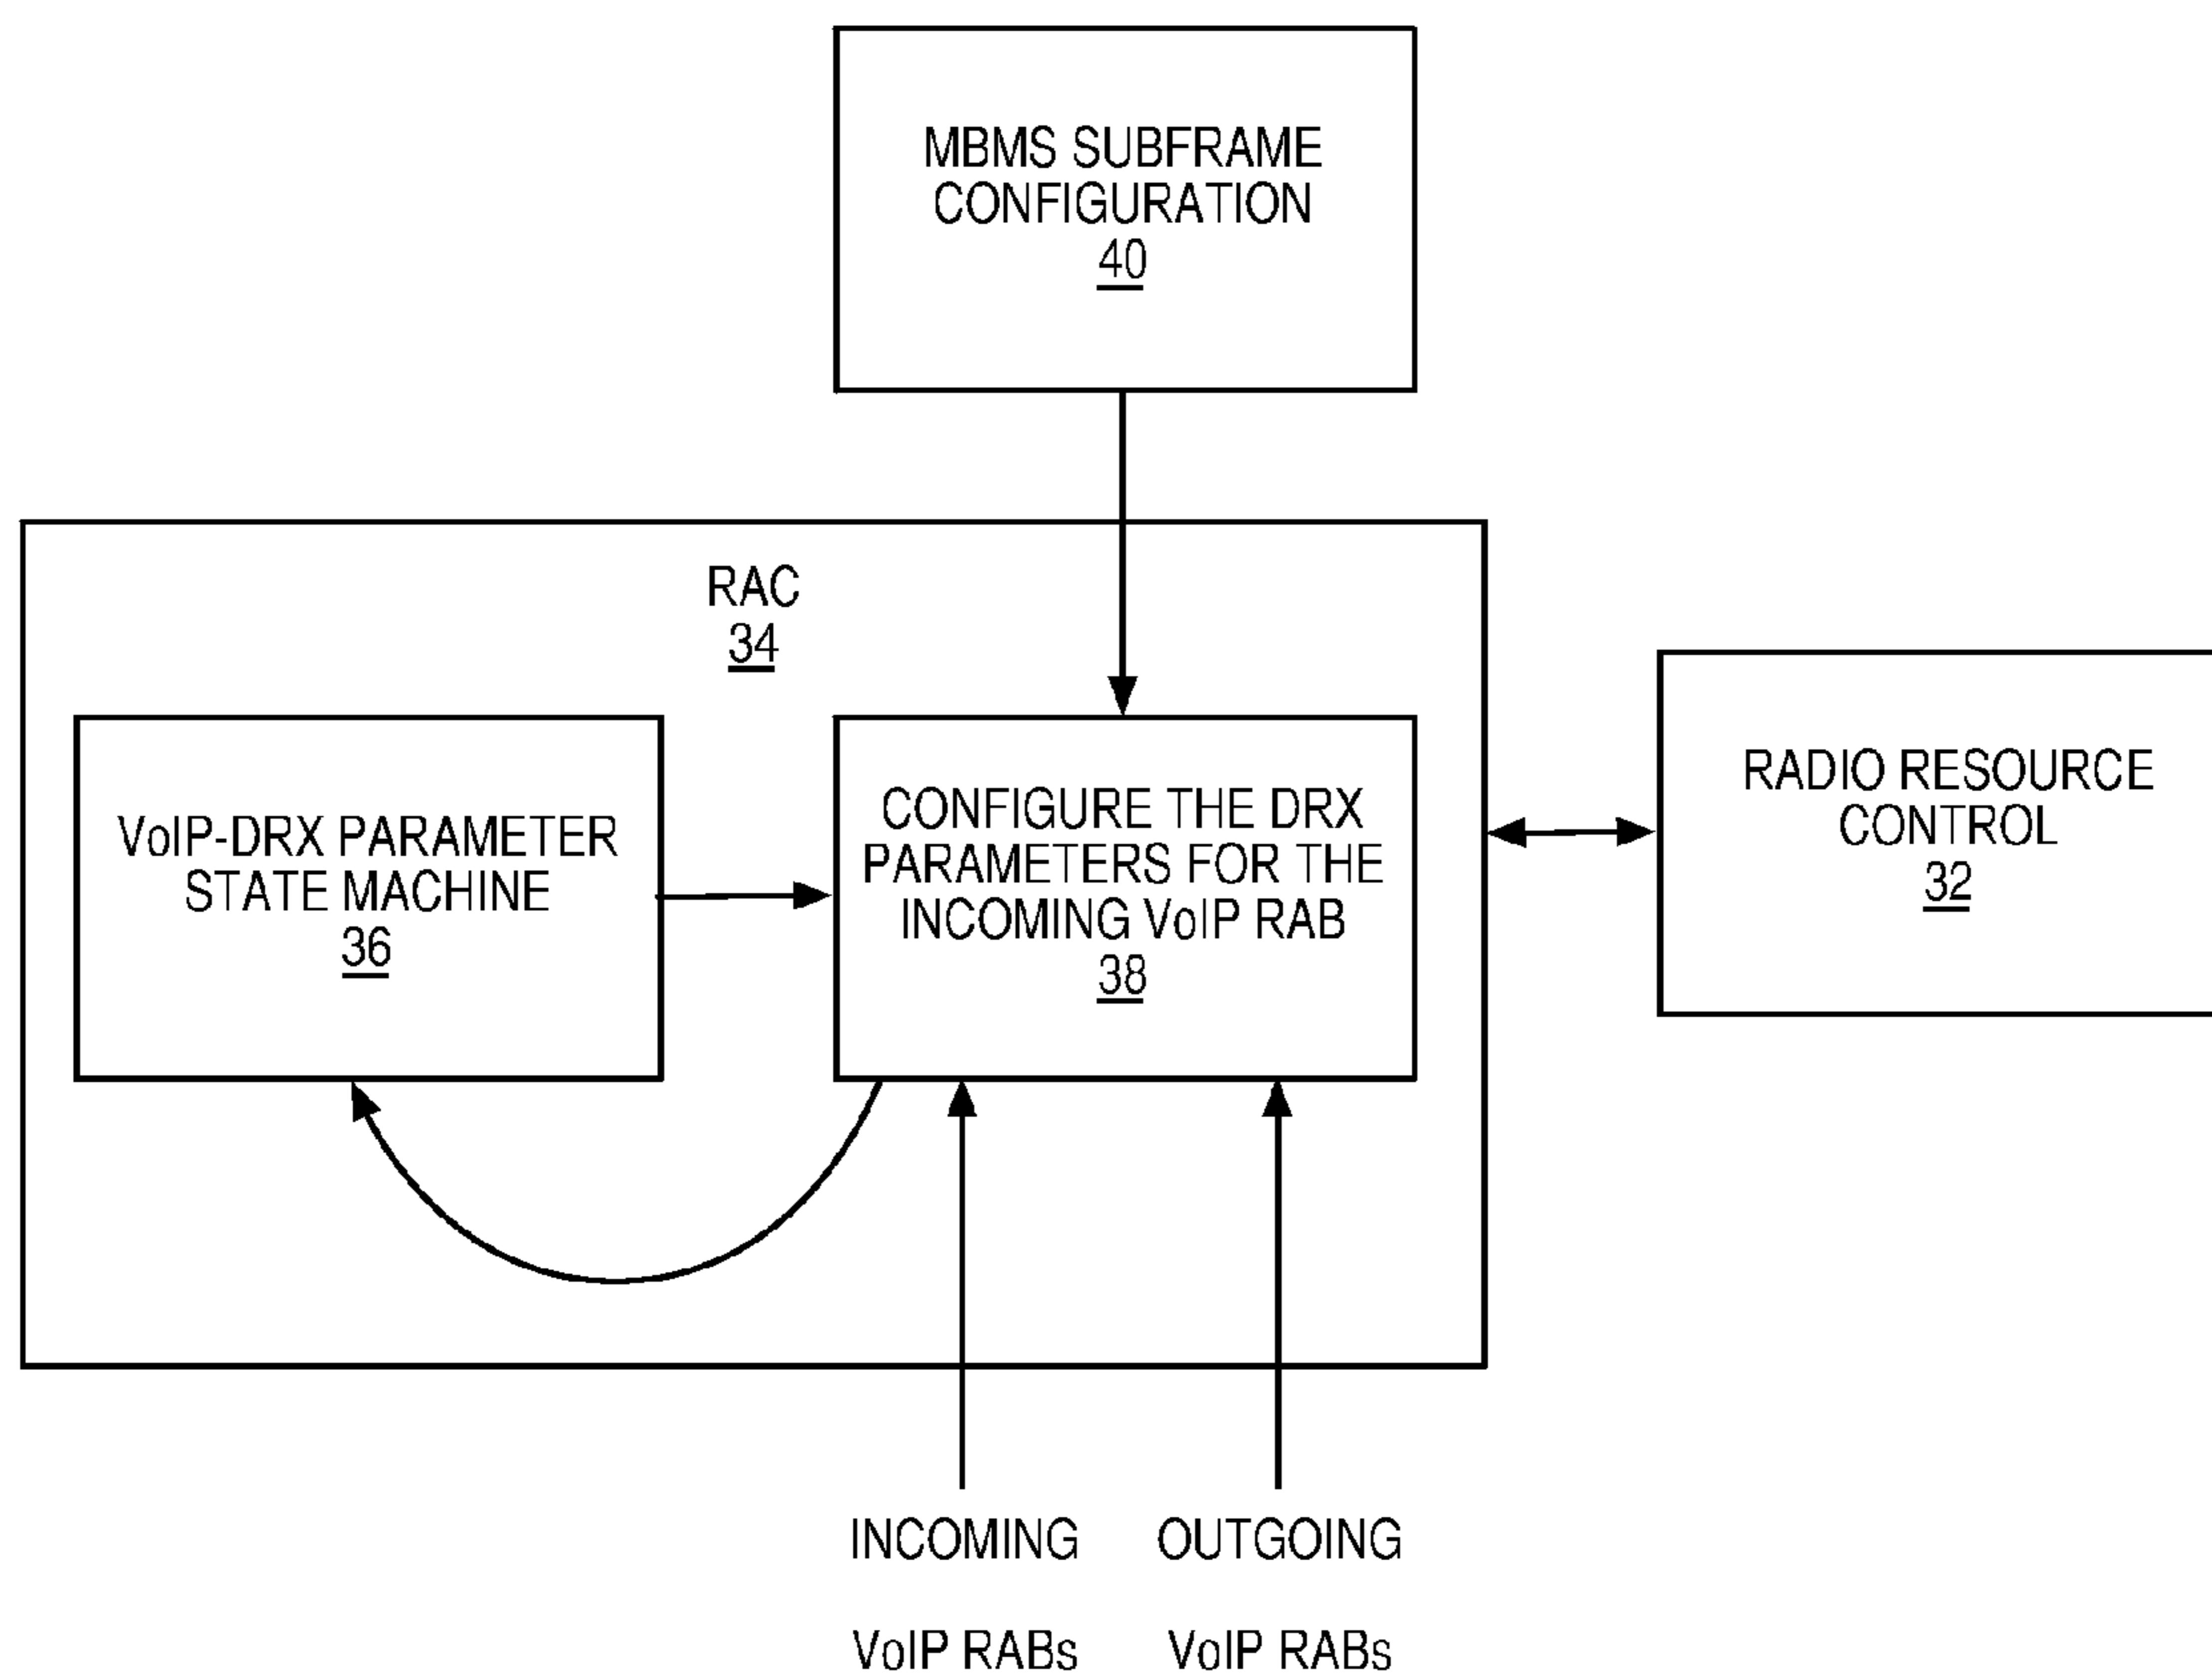 MBMS SUBFRAME
CONFIGURATION
40
RAC
34
VoIP-DRX PARAMETER
STATE MACHINE
36
CONFIGURE THE DRX
PARAMETERS FOR THE
INCOMING VoIP RAB
38
RADIO RESOURCE
CONTROL
32
INCOMING
VoIP RABs
OUTGOING
VoIP RABs